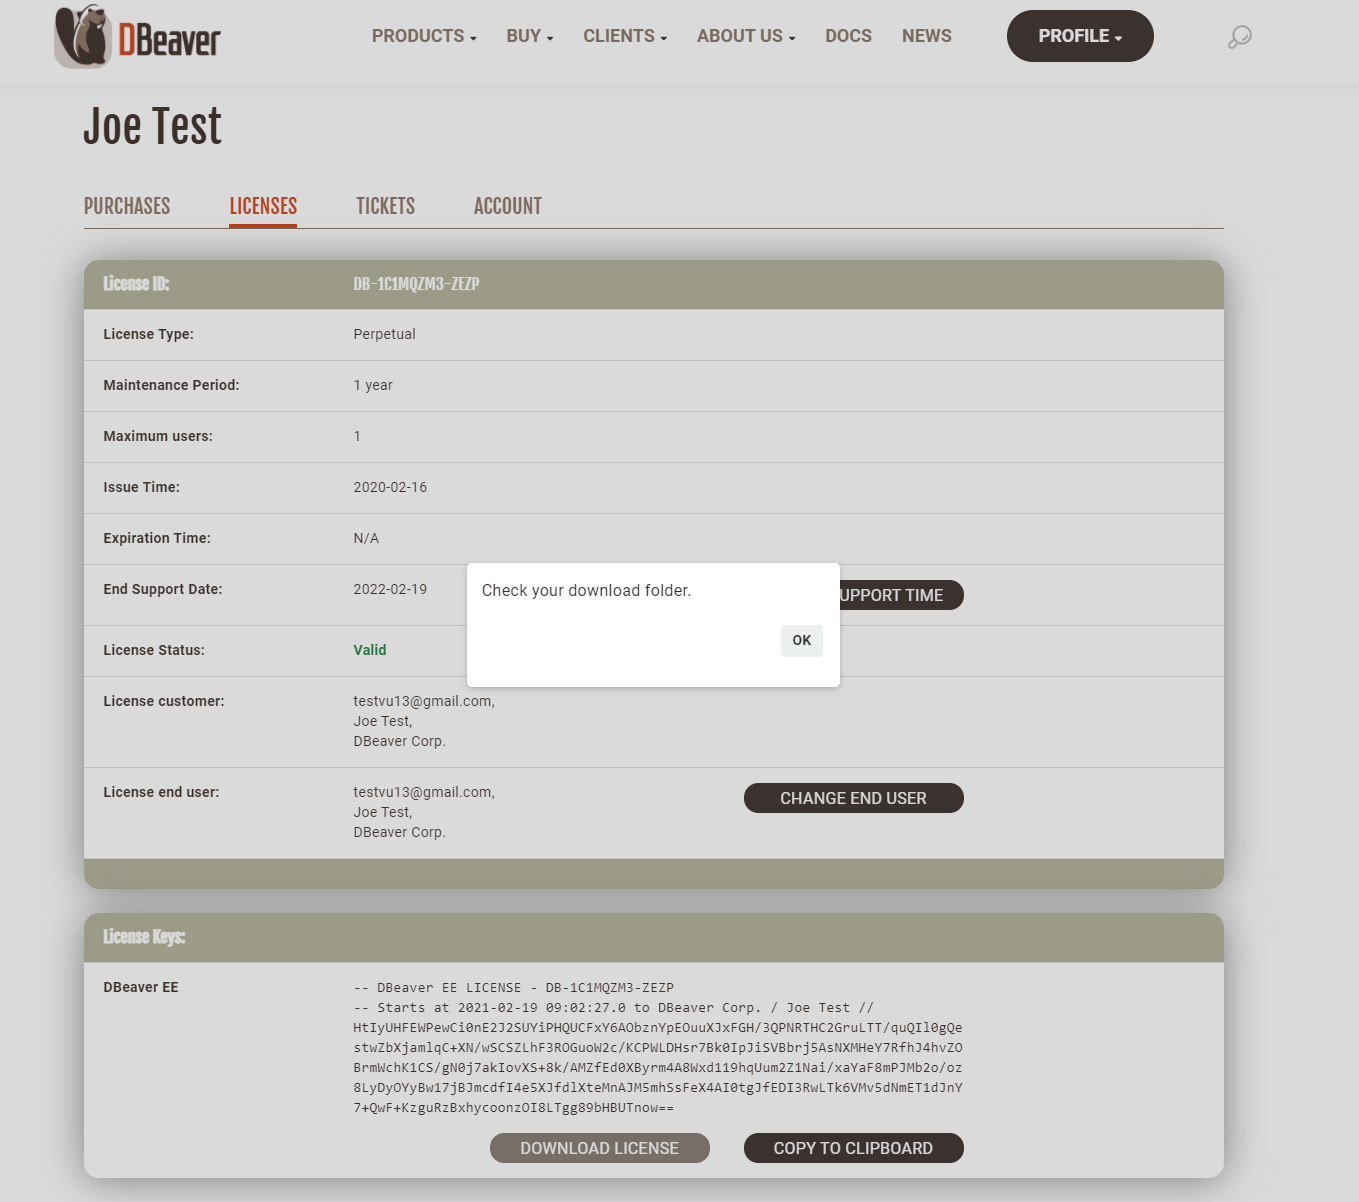 DBeaver
PRODUCTS BUY CLIENTS ABOUT US DOCS NEWS PROFILE
Joe Test
PURCHASES LICENSES TICKETS ACCOUNT
License ID: DB-1C1MQZM3-ZEZP
License Type: Perpetual
Maintenance Period: 1 year
Maximum users: 1
Issue Time: 2020-02-16
Expiration Time: N/A
End Support Date: 2022-02-19 UPPORT TIME
Check your download folder.
OK
License Status: Valid
License customer: testvu13@gmail.com,
Joe Test,
DBeaver Corp.
License end user: testvu13@gmail.com, CHANGE END USER
Joe Test,
DBeaver Corp.
License Keys:
DBeaver EE -- DBeaver EE LICENSE - DB-1C1MQZM3-ZEZP
-- Starts at 2021-02-19 09:02:27.0 to DBeaver Corp. / Joe Test //
HtIyUHFEWPewCi0nE2J2SUYiPHQUCFxY6AObznYpEOuuXJxFGH/3QPNRTHC2GruLTT/quQIl0gQe
stwZbXjamlqC+XN/wSCSZLhF3ROGuoW2c/KCPWLDHsr7Bk0IpJiSVBbrj5AsNXMHeY7RfhJ4hvZO
BrmWchK1CS/gN0j7akIovXS+8k/AMZfEd0XByrm4A8Wxd119hqUum2Z1Nai/xaYaF8mPJMb2o/oz
8LyDyOYyBw17jBJmcdfI4e5XJfdlXteMnAJM5mhSsFeX4AI0tgJfEDI3RwLTk6VMv5dNmET1dJnY
7+QwF+KzguRzBxhycoonzOI8LTgg89bHBUTnow==
DOWNLOAD LICENSE COPY TO CLIPBOARD